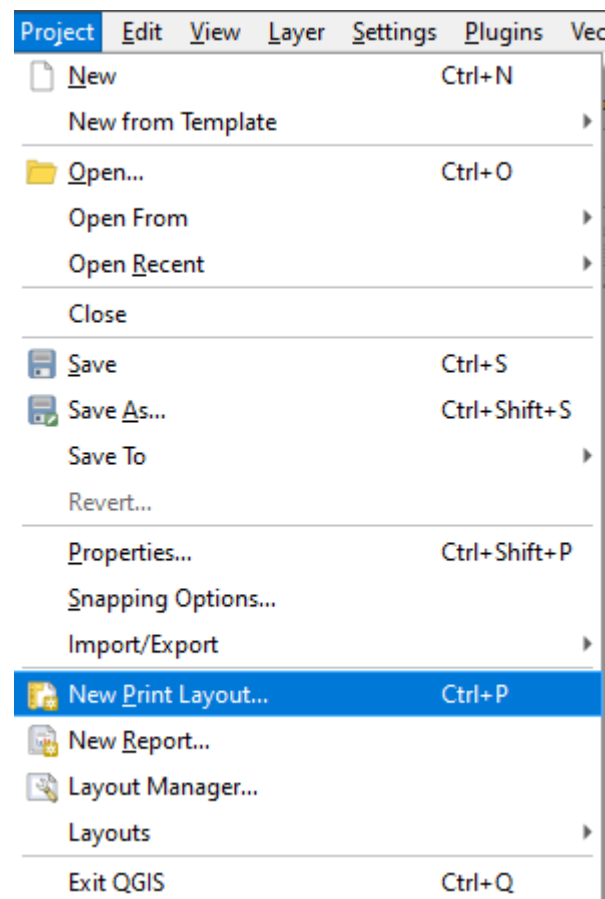 Project Edit View Layer Settings Plugins Vec
New Ctrl+N
New from Template
Open... Ctrl+O
Open From
Open Recent
Close
Save Ctrl+S
Save As... Ctrl+Shift+S
Save To
Revert...
Properties... Ctrl+Shift+P
Snapping Options...
Import/Export
New Print Layout... Ctrl+P
New Report...
Layout Manager...
Layouts
Exit QGIS Ctrl+Q